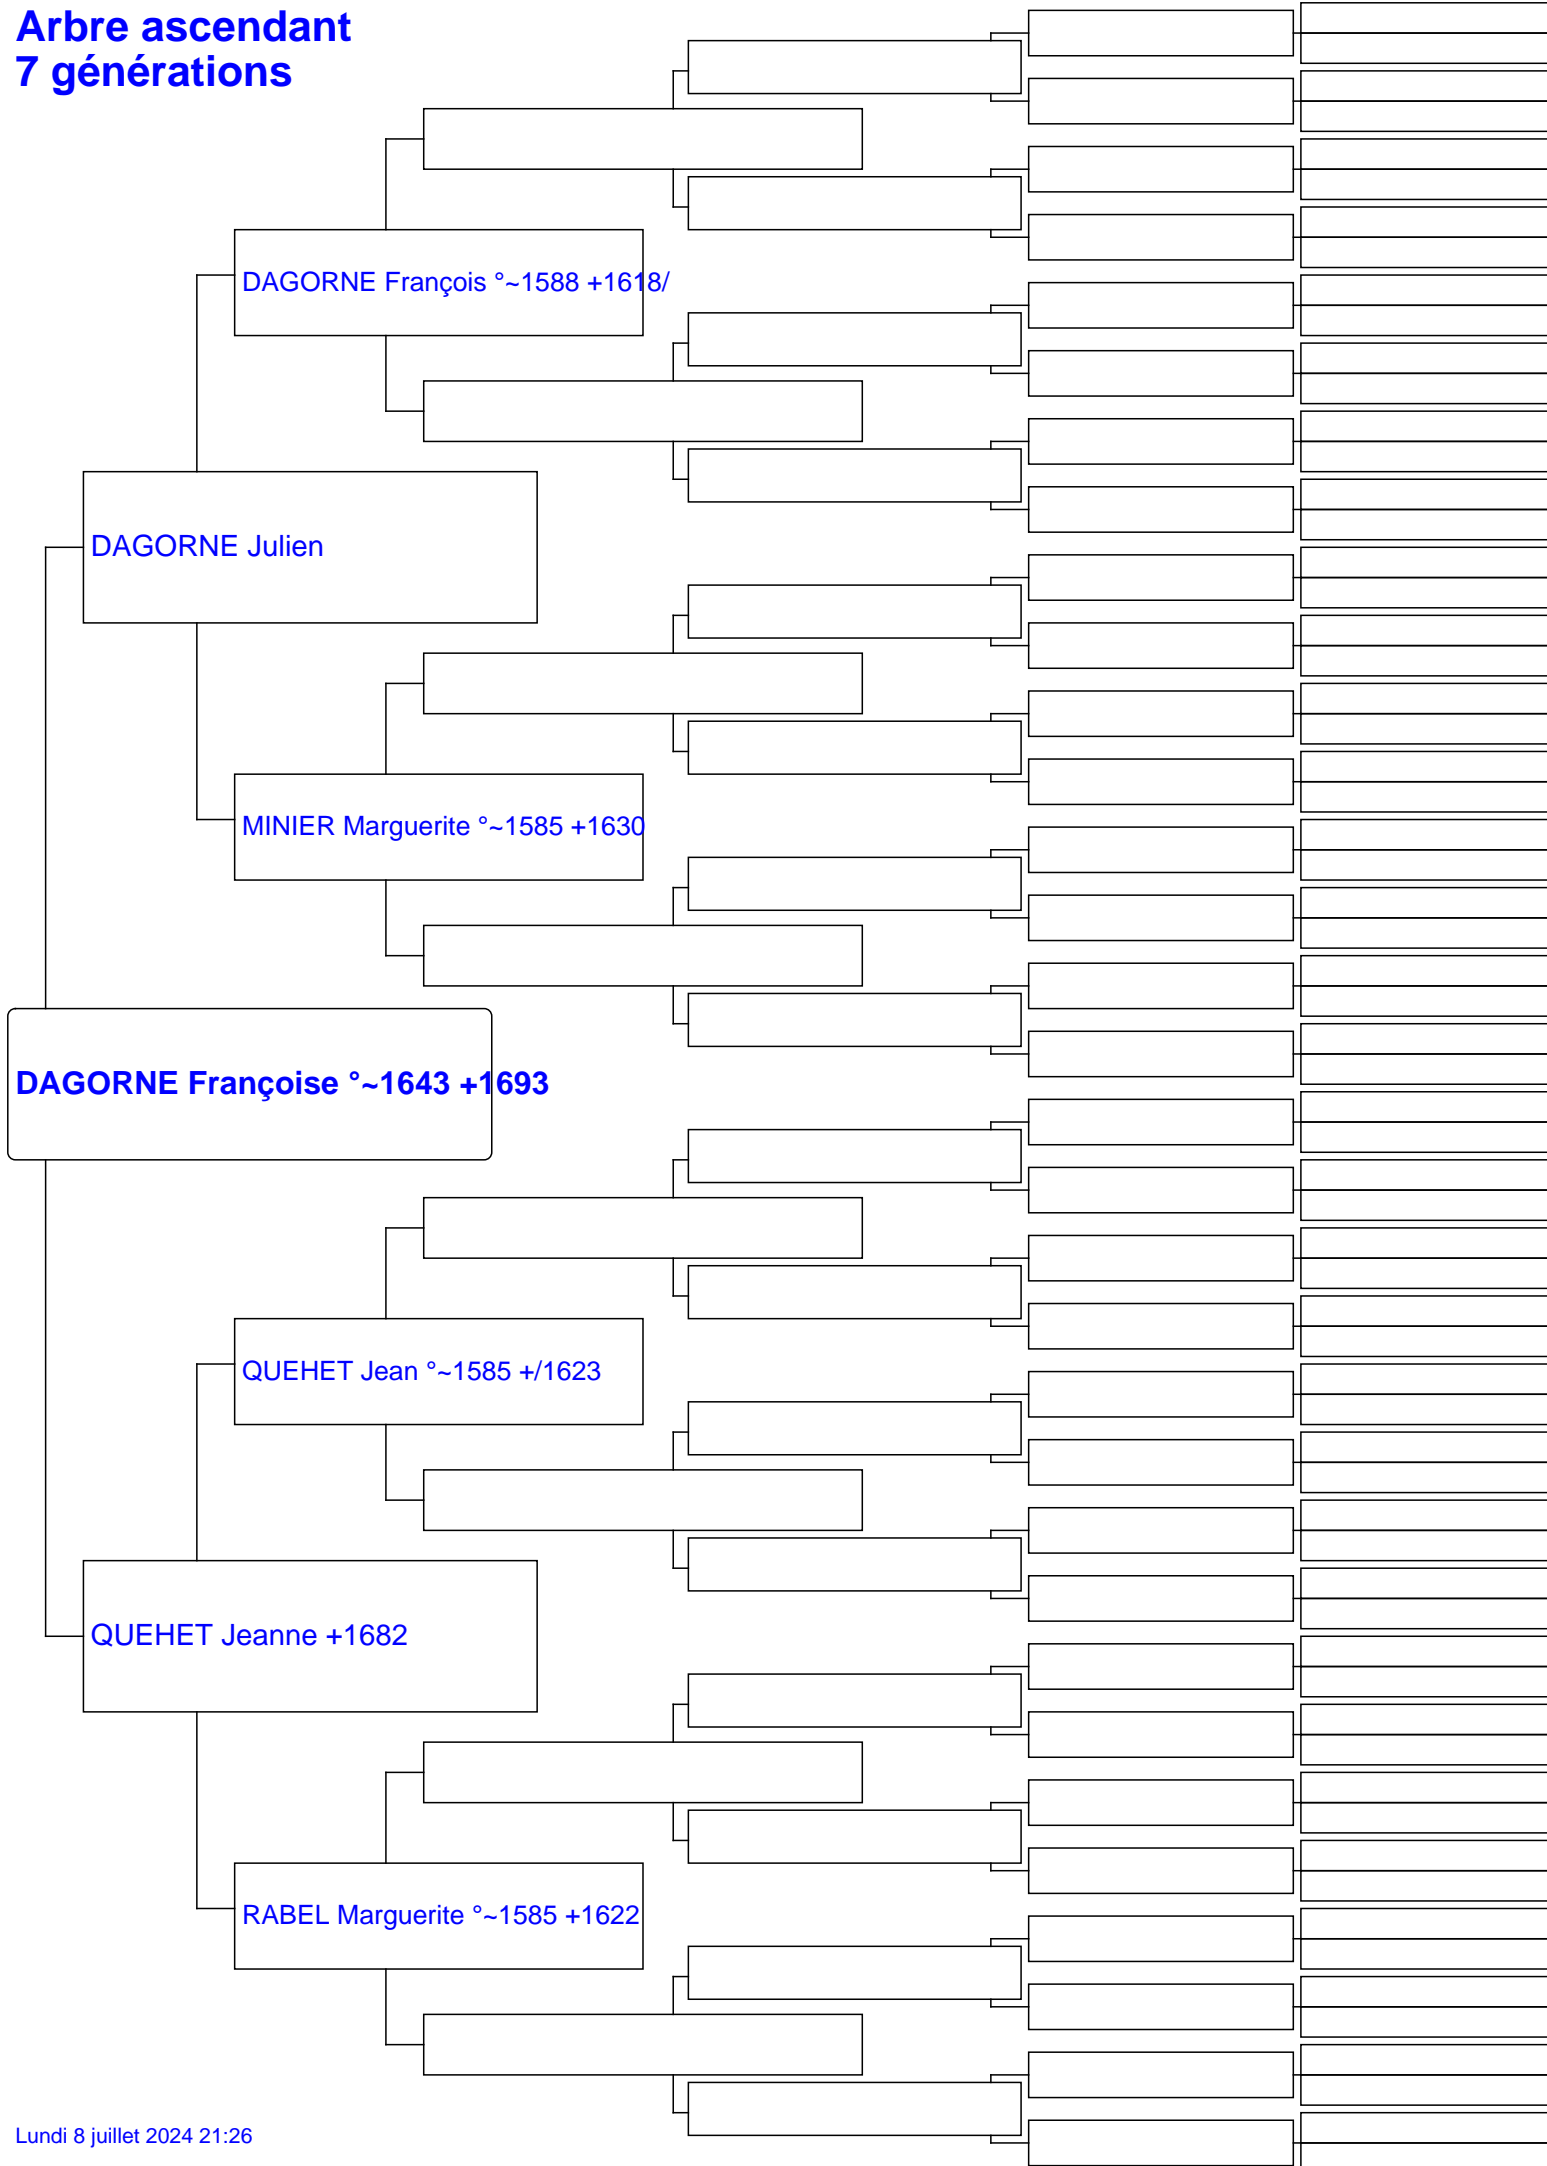 Arbre ascendant
7 générations
DAGORNE François °~1588 +1618/
DAGORNE Julien
MINIER Marguerite °~1585 +1630
DAGORNE Françoise °~1643 +1693
QUEHET Jean °~1585 +/1623
QUEHET Jeanne +1682
RABEL Marguerite °~1585 +1622
Lundi 8 juillet 2024 21:26